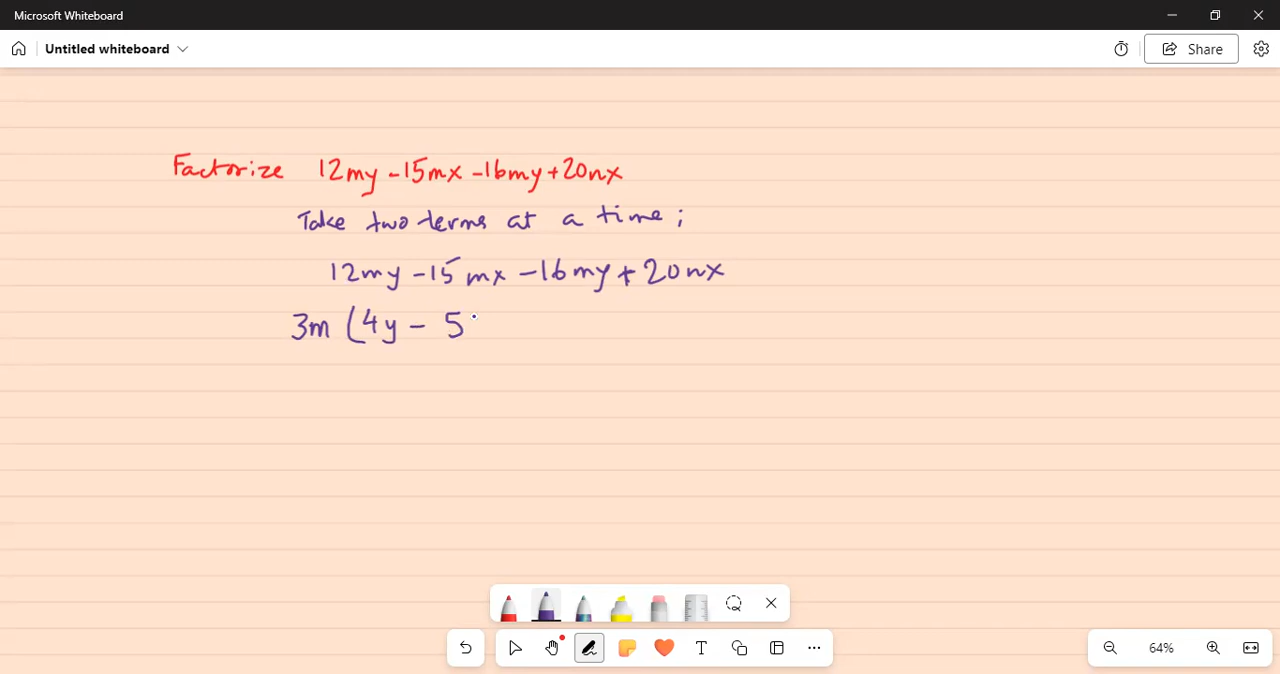 Microsoft Whiteboard
Untitled whiteboard
Share
Factorize 12my -15mx -16my+20nx
Take two terms at a time;
12my -15mx -16my+20nx
3m (4y - 5
64%